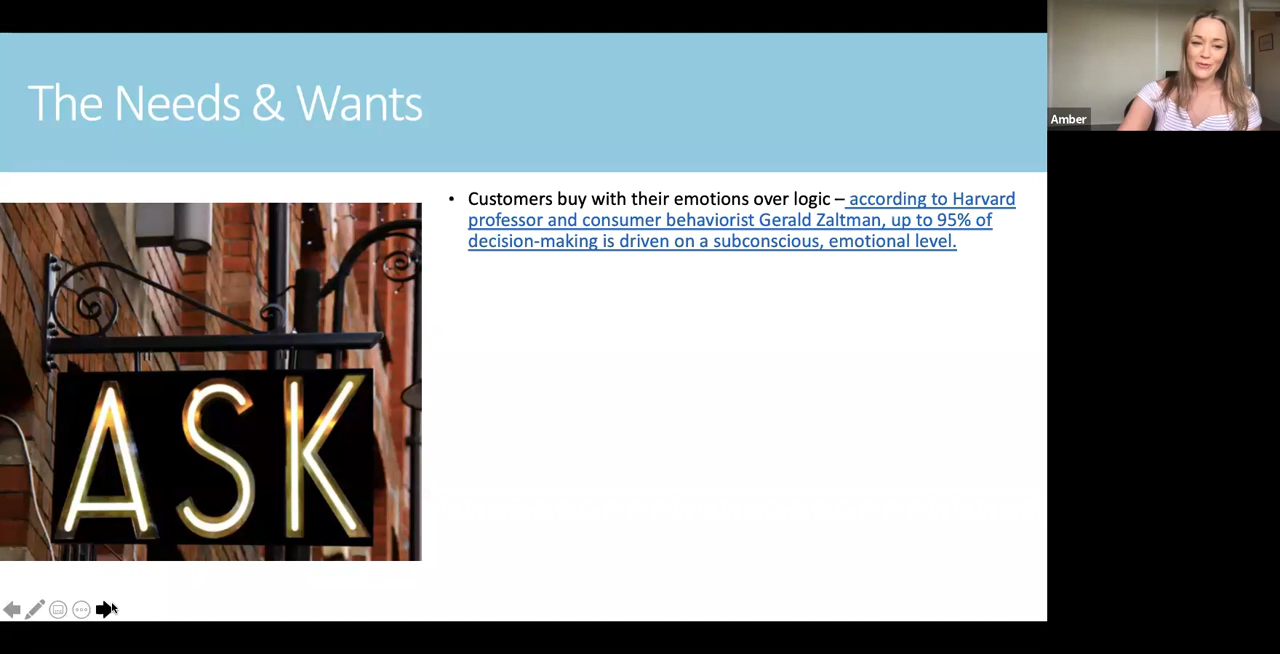 The Needs & Wants
Amber
• Customers buy with their emotions over logic – according to Harvard
professor and consumer behaviorist Gerald Zaltman, up to 95% of
decision-making is driven on a subconscious, emotional level.
ASK